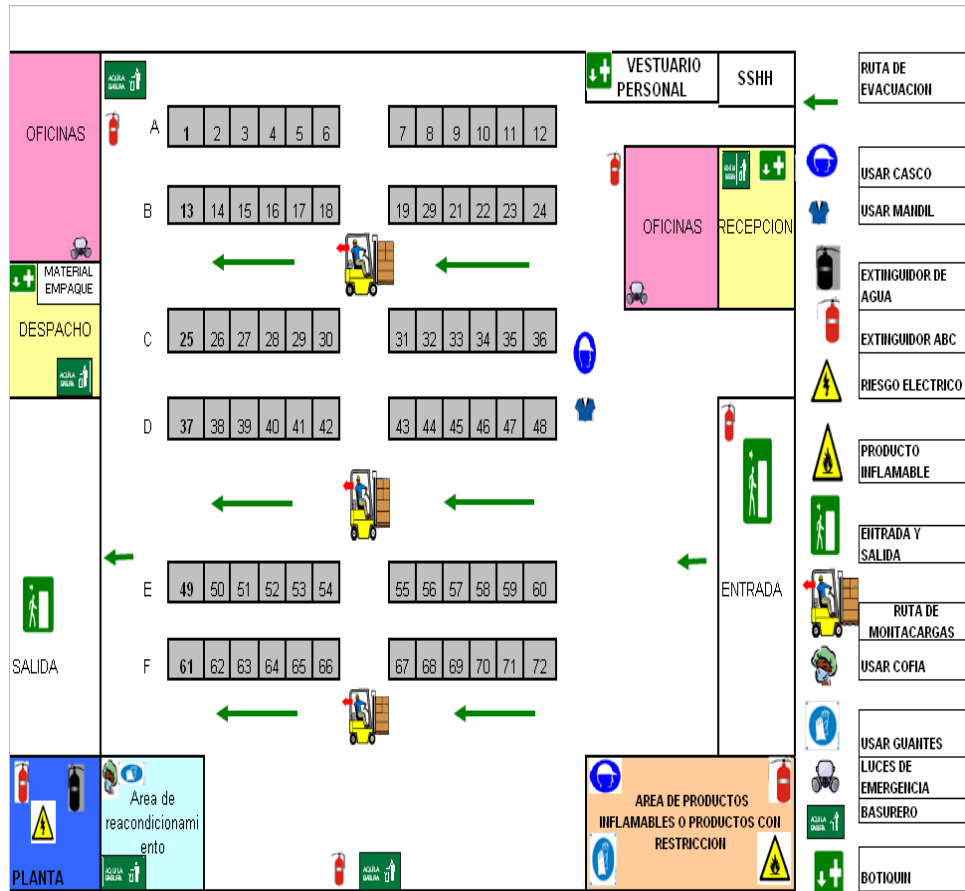 VESTUARIO
PERSONAL
SSHH
OFICINAS
A
1 2 3 4 5 6 7 8 9 10 11 12
B
13 14 15 16 17 18 19 29 21 22 23 24
OFICINAS
RECEPCION
MATERIAL
EMPAQUE
DESPACHO
C
25 26 27 28 29 30 31 32 33 34 35 36
D
37 38 39 40 41 42 43 44 45 46 47 48
E
49 50 51 52 53 54 55 56 57 58 59 60
ENTRADA
SALIDA
F
61 62 63 64 65 66 67 68 69 70 71 72
PLANTA
Area de
reacondicionami
ento
AREA DE PRODUCTOS
INFLAMABLES O PRODUCTOS CON
RESTRICCION
RUTA DE
EVACUACION
USAR CASCO
USAR MANDIL
EXTINGUIDOR DE
AGUA
EXTINGUIDOR ABC
RIESGO ELECTRICO
PRODUCTO
INFLAMABLE
ENTRADA Y
SALIDA
RUTA DE
MONTACARGAS
USAR COFIA
USAR GUANTES
LUCES DE
EMERGENCIA
BASURERO
BOTIQUIN